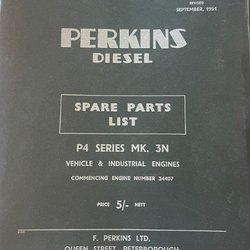 REVISED
SEPTEMBER, 1951
PERKINS
DIESEL
SPARE PARTS
LIST
P4 SERIES MK. 3N
VEHICLE & INDUSTRIAL ENGINES
COMMENCING ENGINE NUMBER 34407
PRICE 5/- NETT
F. PERKINS LTD.
QUEEN STREET, PETERBOROUGH